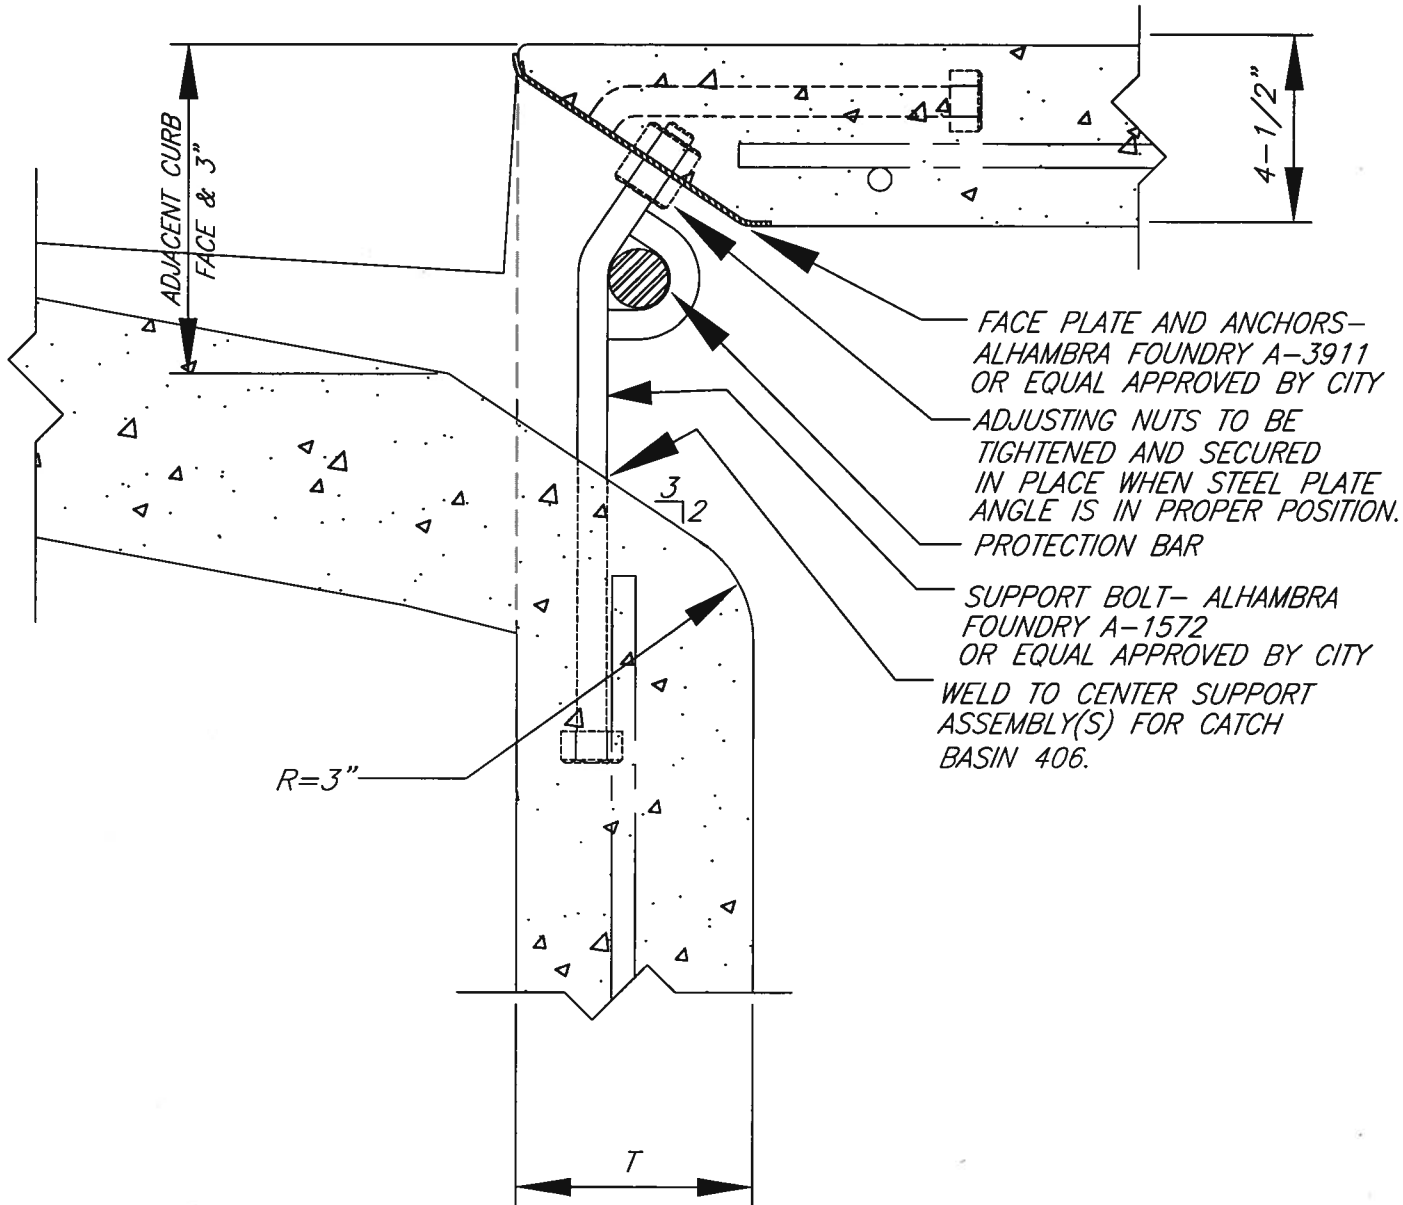 ADJACENT CURB
FACE & 3"
4-1/2"
FACE PLATE AND ANCHORS-
ALHAMBRA FOUNDRY A-3911
OR EQUAL APPROVED BY CITY
ADJUSTING NUTS TO BE
TIGHTENED AND SECURED
IN PLACE WHEN STEEL PLATE
ANGLE IS IN PROPER POSITION.
PROTECTION BAR
SUPPORT BOLT- ALHAMBRA
FOUNDRY A-1572
OR EQUAL APPROVED BY CITY
WELD TO CENTER SUPPORT
ASSEMBLY(S) FOR CATCH
BASIN 406.
3
2
R=3"
T